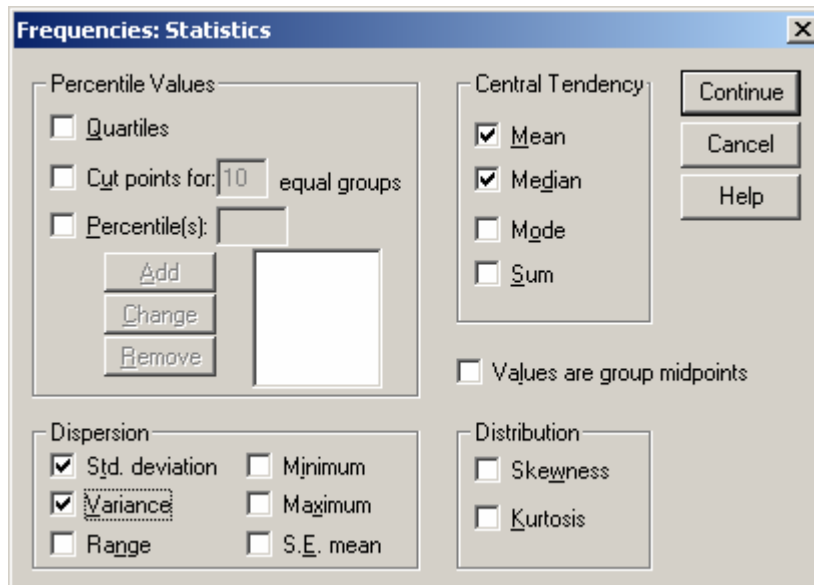 Frequencies: Statistics
Percentile Values
Quartiles
Cut points for: 10 equal groups
Percentile(s):
Add
Change
Remove
Central Tendency
Mean
Median
Mode
Sum
Continue
Cancel
Help
Values are group midpoints
Dispersion
Std. deviation Minimum
Variance Maximum
Range S.E. mean
Distribution
Skewness
Kurtosis